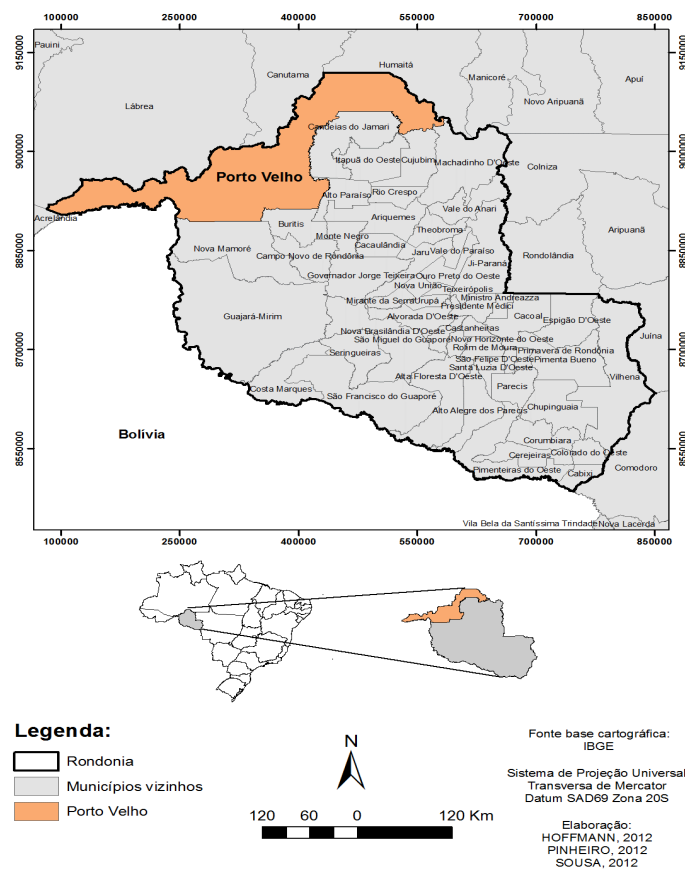 100000 250000 400000 550000 700000 850000
9150000 9150000
Pauini
Humaitá
Canutama
Manicoré
Apuí
Lábrea
Novo Aripuanã
Candeias do Jamari
9000000 9000000
Itapuã do Oeste
Cujubim
Machadinho D'Oeste
Colniza
Porto Velho
Alto Paraíso
Rio Crespo
Vale do Anari
Acrelândia
Buritis
Ariquemes
Aripuanã
Monte Negro
Theobroma
Nova Mamoré
Cacaulândia
8850000 8850000
Campo Novo de Rondônia
Jaru
Vale do Paraíso
Rondolândia
Ji-Paraná
Governador Jorge Teixeira
Ouro Preto do Oeste
Nova União
Teixeirópolis
Mirante da Serra
Urupá
Ministro Andreazza
Presidente Médici
Guajará-Mirim
Alvorada D'Oeste
Cacoal
Espigão D'Oeste
Nova Brasilândia D'Oeste
Castanheiras
Juína
São Miguel do Guaporé
Nova Horizonte do Oeste
Rolim de Moura
Primavera de Rondônia
8700000 8700000
Seringueiras
São Felipe D'Oeste
Pimenta Bueno
Santa Luzia D'Oeste
Alta Floresta D'Oeste
Vilhena
Costa Marques
Parecis
São Francisco do Guaporé
Alto Alegre dos Parecis
Chupinguaia
Bolívia
Corumbiara
8550000 8550000
Cerejeiras
Colorado do Oeste
Pimenteiras do Oeste
Cabixi
Comodoro
Vila Bela da Santíssima Trindade
Nova Lacerda
100000 250000 400000 550000 700000 850000
Legenda:
Rondonia
Municípios vizinhos
Porto Velho
N
120 60 0 120 Km
Fonte base cartográfica:
IBGE
Sistema de Projeção Universal
Transversa de Mercator
Datum SAD69 Zona 20S
Elaboração:
HOFFMANN, 2012
PINHEIRO, 2012
SOUSA, 2012